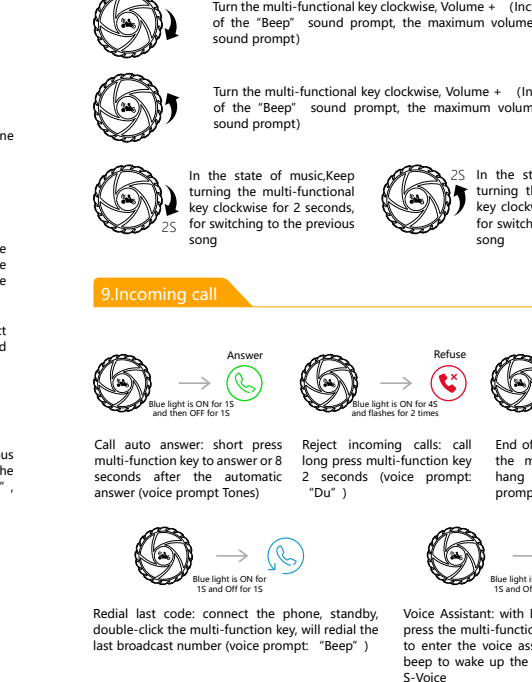 Turn the multi-functional key clockwise, Volume + (Inc
of the “Beep” sound prompt, the maximum volume
sound prompt)
Turn the multi-functional key clockwise, Volume + (In
of the “Beep” sound prompt, the maximum volum
sound prompt)
ne
In the state of music,Keep
turning the multi-functional
key clockwise for 2 seconds,
for switching to the previous
song
2S
2S
In the sta
turning th
key clockw
for switch
song
e
e
e
9.Incoming call
ct
d
Answer
Blue light is ON for 1S
and then OFF for 1S
Refuse
Blue light is ON for 4S
and flashes for 2 times
Call auto answer: short press
multi-function key to answer or 8
seconds after the automatic
answer (voice prompt Tones)
Reject incoming calls: call
long press multi-function key
2 seconds (voice prompt:
“Du” )
End of
the m
hang
promp
ous
he
” ,
Blue light is ON for
1S and Off for 1S
Blue light is
1S and Of
Redial last code: connect the phone, standby,
double-click the multi-function key, will redial the
last broadcast number (voice prompt: “Beep” )
Voice Assistant: with
press the multi-functio
to enter the voice ass
beep to wake up the
S-Voice